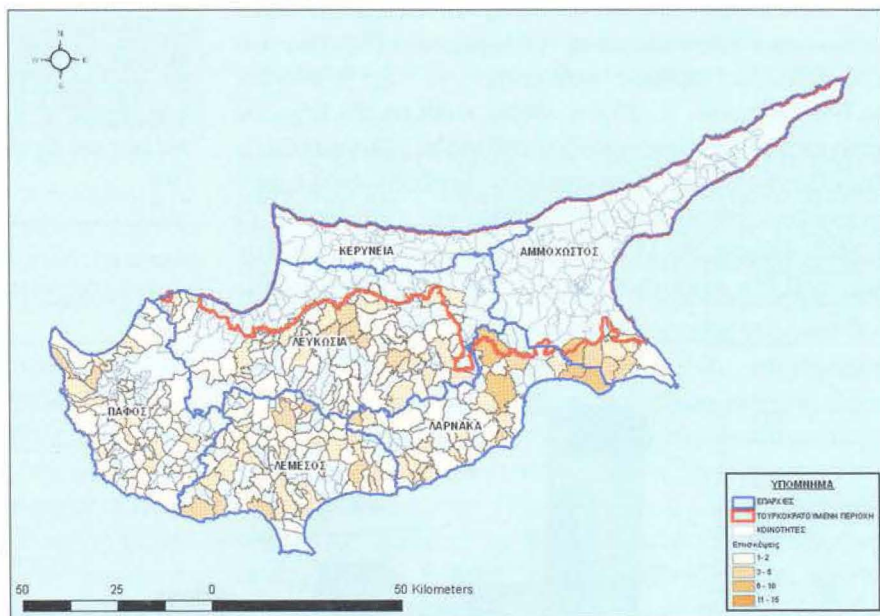 N
W E
S
ΚΕΡΥΝΕΙΑ
ΑΜΜΟΧΩΣΤΟΣ
ΛΕΥΚΩΣΙΑ
ΠΑΦΟΣ
ΛΑΡΝΑΚΑ
ΛΕΜΕΣΟΣ
ΥΠΟΜΝΗΜΑ
ΕΠΑΡΧΙΕΣ
ΤΟΥΡΚΟΚΡΑΤΟΥΜΕΝΗ ΠΕΡΙΟΧΗ
ΚΟΙΝΟΤΗΤΕΣ
Επισκέψεις
1 - 2
3 - 5
6 - 10
11 - 15
50 25 0 50 Kilometers